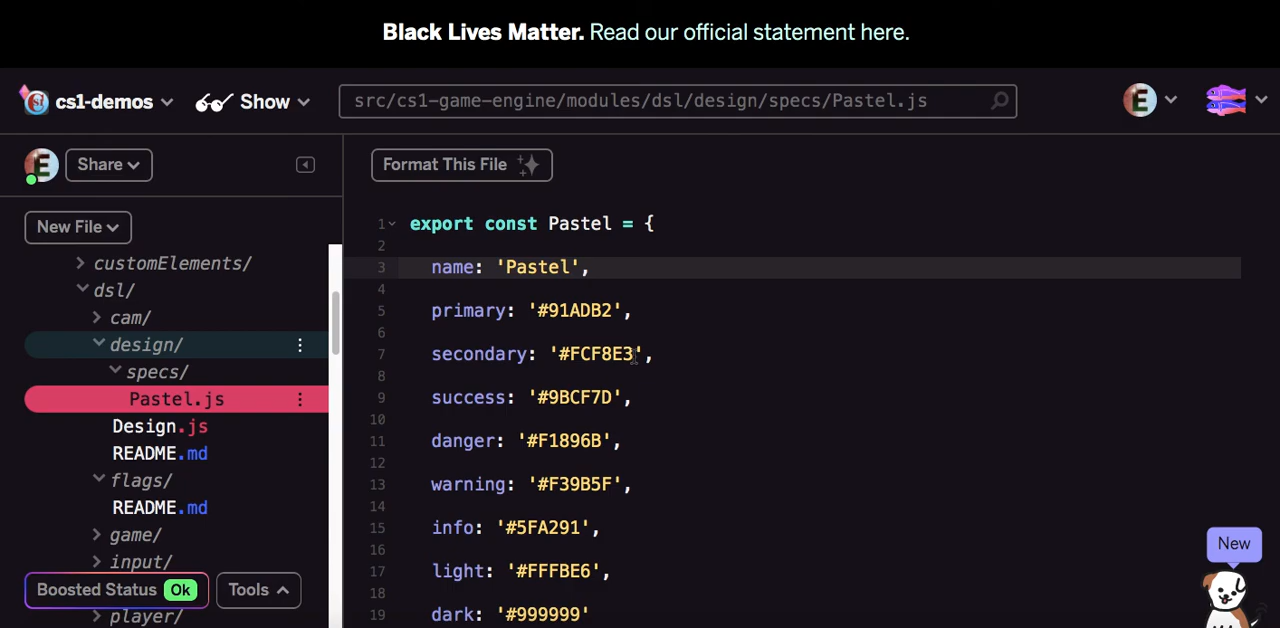 Black Lives Matter. Read our official statement here.
cs1-demos
Show
src/cs1-game-engine/modules/dsl/design/specs/Pastel.js
E
E
Share
Format This File
New File
customElements/
dsl/
cam/
design/
specs/
Pastel.js
Design.js
README.md
flags/
README.md
game/
input/
player/
Boosted Status Ok
Tools
1 export const Pastel = {
2
3 name: 'Pastel',
4
5 primary: '#91ADB2',
6
7 secondary: '#FCF8E3',
8
9 success: '#9BCF7D',
10
11 danger: '#F1896B',
12
13 warning: '#F39B5F',
14
15 info: '#5FA291',
16
17 light: '#FFFBE6',
18
19 dark: '#999999'
New